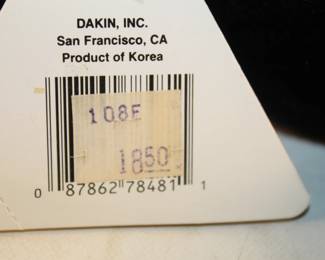 DAKIN, INC.
San Francisco, CA
Product of Korea
108E
1850
0 87862 78481 1